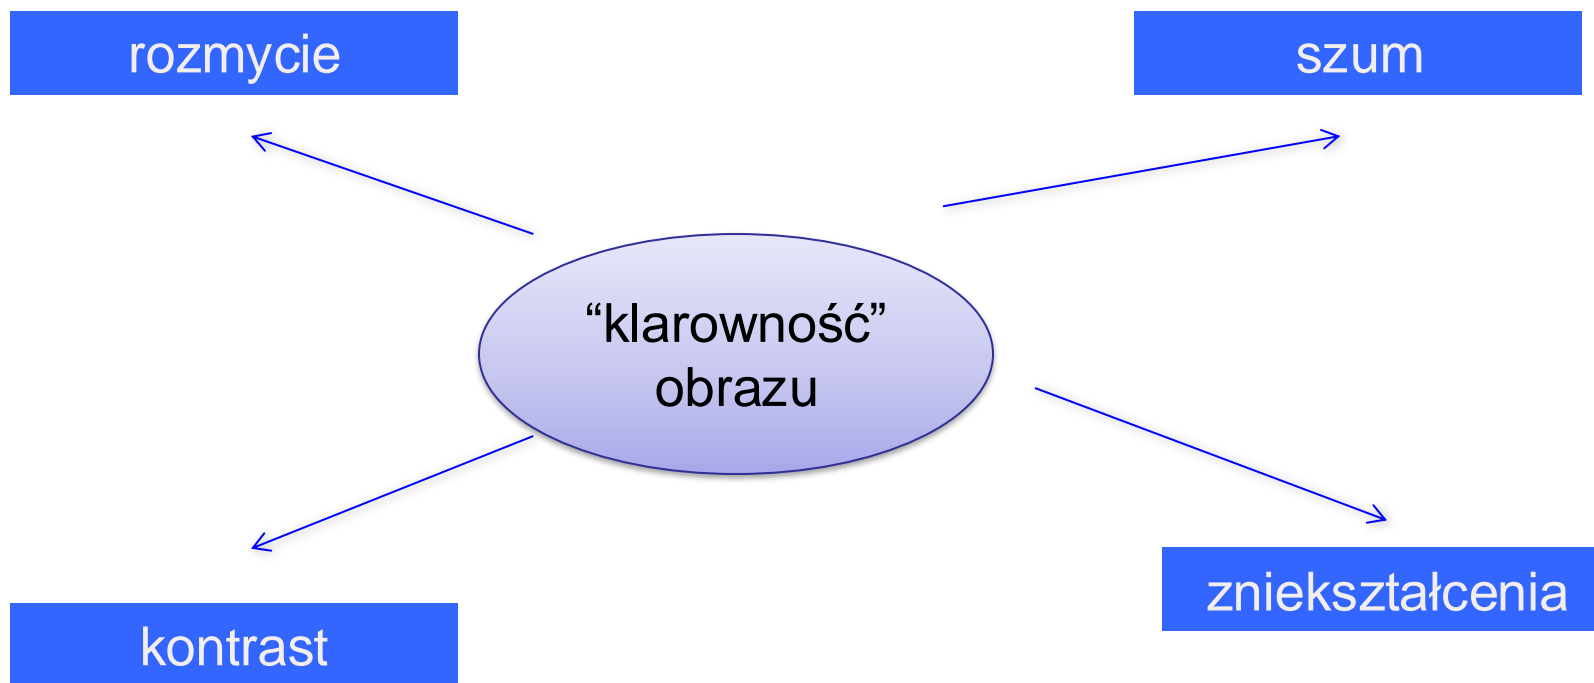 rozmycie
szum
“klarowność”
obrazu
zniekształcenia
kontrast